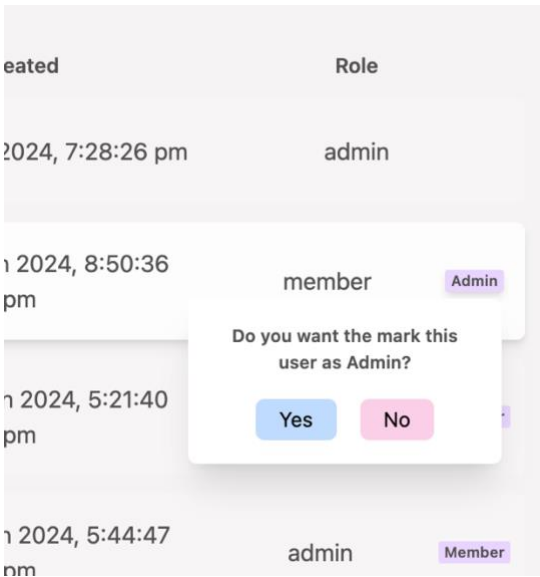 eated Role
2024, 7:28:26 pm admin
2024, 8:50:36
pm
member Admin
Do you want the mark this
user as Admin?
Yes No
2024, 5:21:40
pm
2024, 5:44:47
pm
admin Member